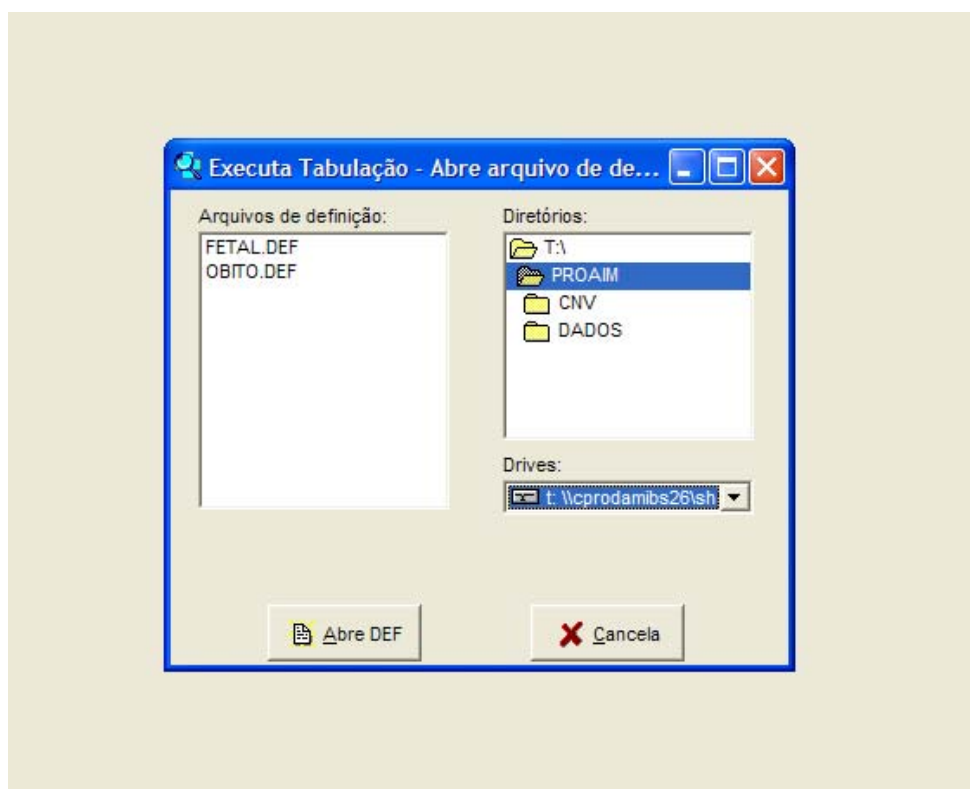 Executa Tabulação - Abre arquivo de de...
Arquivos de definição:
FETAL.DEF
OBITO.DEF
Diretórios:
T:\
PROAIM
CNV
DADOS
Drives:
t: \\cprodamibs26\sh
Abre DEF
Cancela